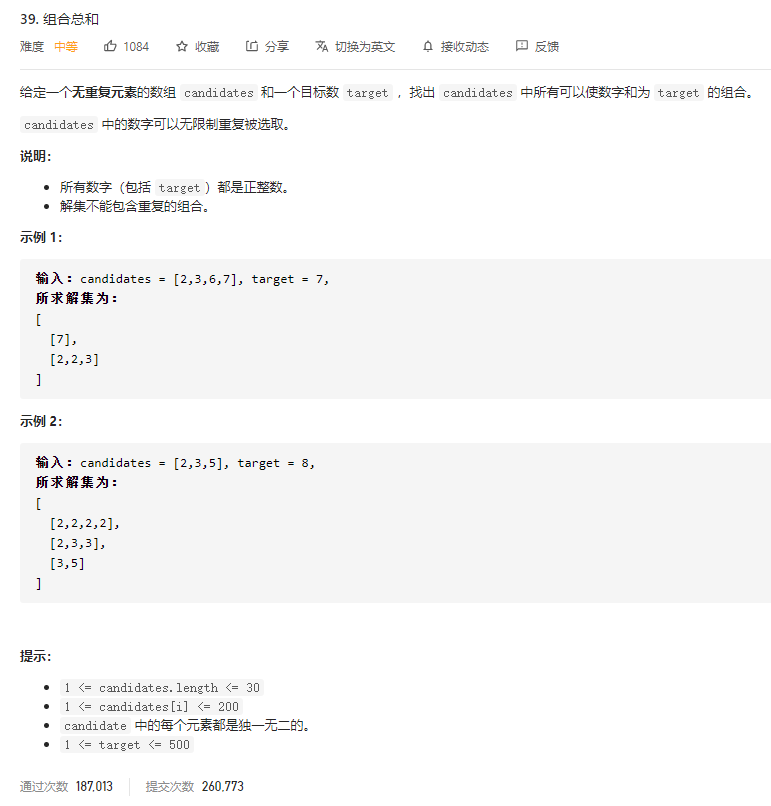 39. 组合总和
难度 中等 1084 收藏 分享 切换为英文 接收动态 反馈
给定一个无重复元素的数组 candidates 和一个目标数 target ，找出 candidates 中所有可以使数字和为 target 的组合。
candidates 中的数字可以无限制重复被选取。
说明：
所有数字（包括 target）都是正整数。
解集不能包含重复的组合。
示例 1：
输入：candidates = [2,3,6,7], target = 7,
所求解集为：
[
[7],
[2,2,3]
]
示例 2：
输入：candidates = [2,3,5], target = 8,
所求解集为：
[
[2,2,2,2],
[2,3,3],
[3,5]
]
提示：
1 <= candidates.length <= 30
1 <= candidates[i] <= 200
candidate 中的每个元素都是独一无二的。
1 <= target <= 500
通过次数 187,013 提交次数 260,773